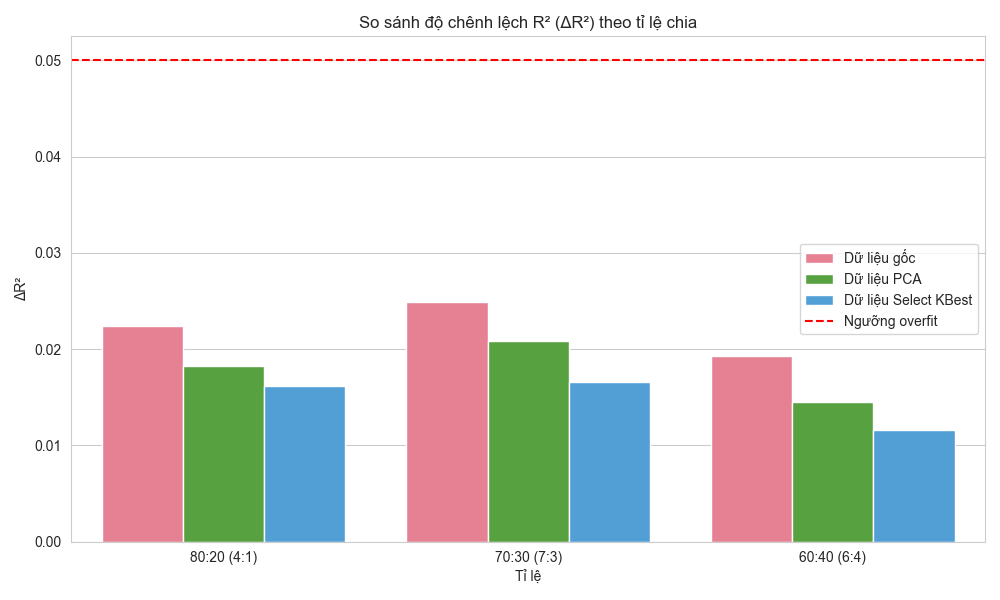 So sánh độ chênh lệch R² (ΔR²) theo tỉ lệ chia
ΔR²
0.05
0.04
0.03
0.02
0.01
0.00
Dữ liệu gốc
Dữ liệu PCA
Dữ liệu Select KBest
Ngưỡng overfit
80:20 (4:1)
70:30 (7:3)
60:40 (6:4)
Tỉ lệ